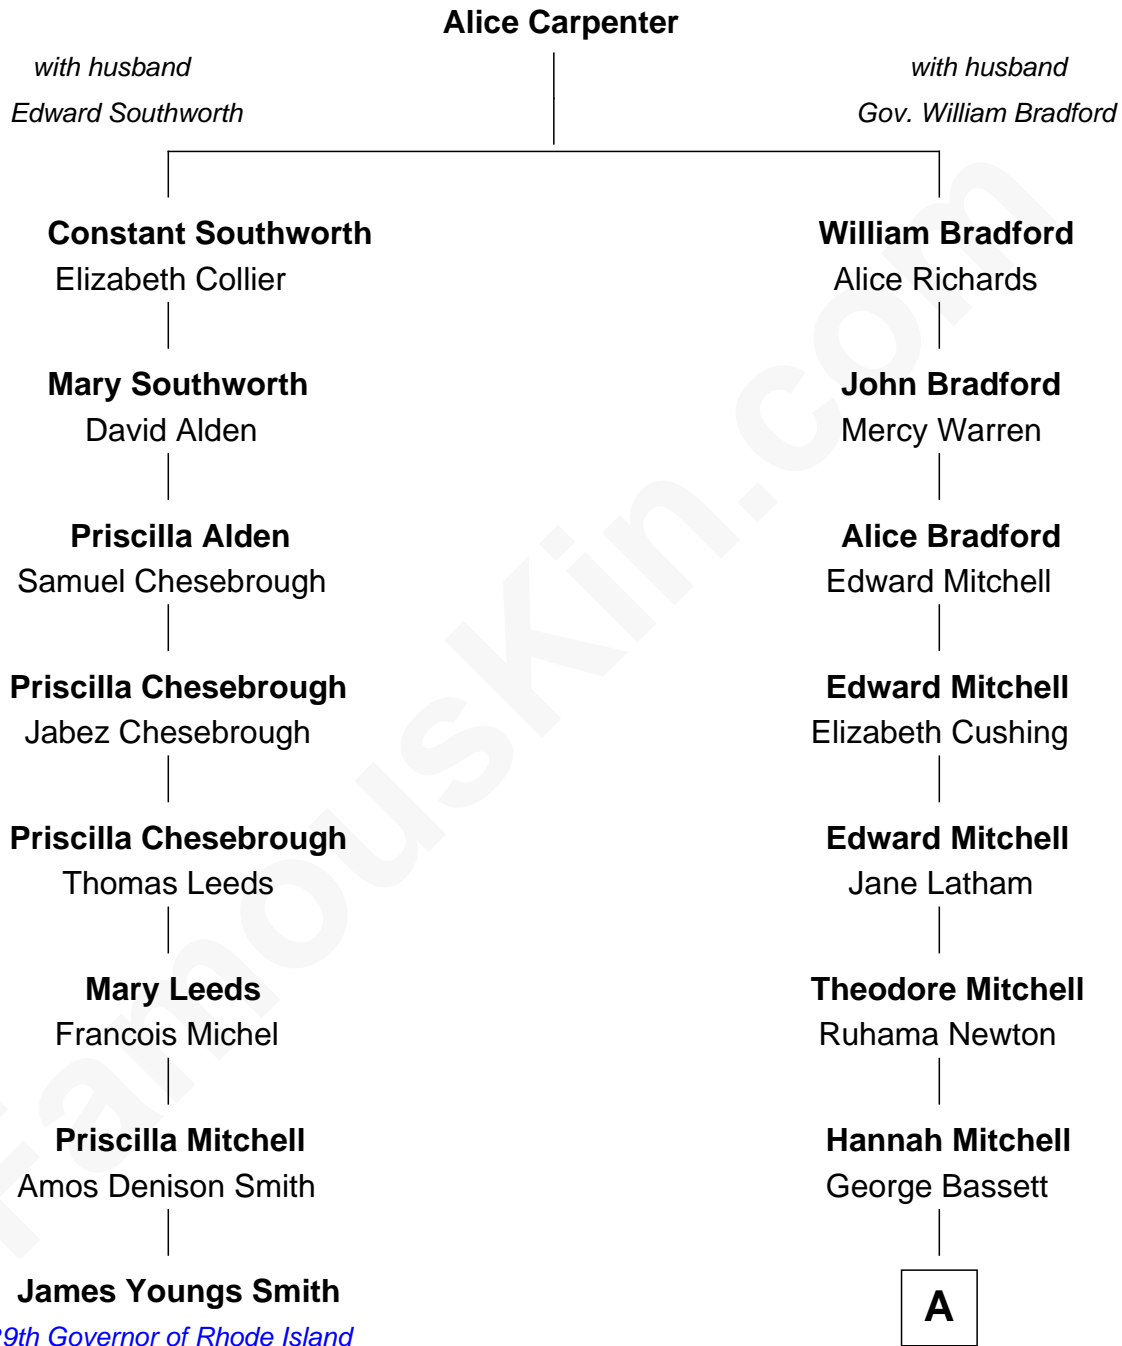 Alice Carpenter
with husband
Edward Southworth
with husband
Gov. William Bradford
Constant Southworth
Elizabeth Collier
William Bradford
Alice Richards
Mary Southworth
David Alden
John Bradford
Mercy Warren
Priscilla Alden
Samuel Chesebrough
Alice Bradford
Edward Mitchell
Priscilla Chesebrough
Jabez Chesebrough
Edward Mitchell
Elizabeth Cushing
Priscilla Chesebrough
Thomas Leeds
Edward Mitchell
Jane Latham
Mary Leeds
Francois Michel
Theodore Mitchell
Ruhama Newton
Priscilla Mitchell
Amos Denison Smith
Hannah Mitchell
George Bassett
James Youngs Smith
29th Governor of Rhode Island
A
FamousKin.com